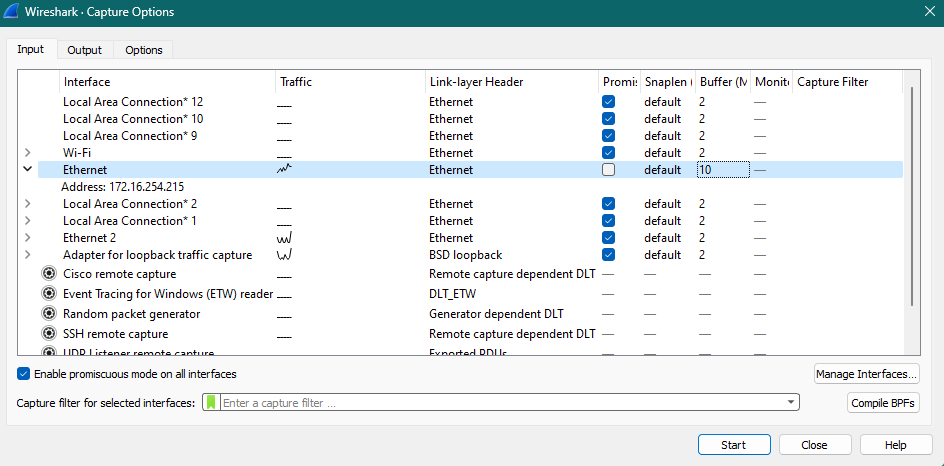 Wireshark · Capture Options
Input Output Options
Interface Traffic Link-layer Header Promis Snaplen ( Buffer (M Monito Capture Filter
Local Area Connection* 12 Ethernet default 2 —
Local Area Connection* 10 Ethernet default 2 —
Local Area Connection* 9 Ethernet default 2 —
Wi-Fi Ethernet default 2 —
Ethernet Ethernet default 10 —
Address: 172.16.254.215
Local Area Connection* 2 Ethernet default 2 —
Local Area Connection* 1 Ethernet default 2 —
Ethernet 2 Ethernet default 2 —
Adapter for loopback traffic capture BSD loopback default 2 —
Cisco remote capture Remote capture dependent DLT — — — —
Event Tracing for Windows (ETW) reader DLT_ETW — — — —
Random packet generator Generator dependent DLT — — — —
SSH remote capture Remote capture dependent DLT — — — —
UDP Listener remote capture Exported PDUs — — — —
Enable promiscuous mode on all interfaces Manage Interfaces...
Capture filter for selected interfaces: Enter a capture filter ... Compile BPFs
Start Close Help